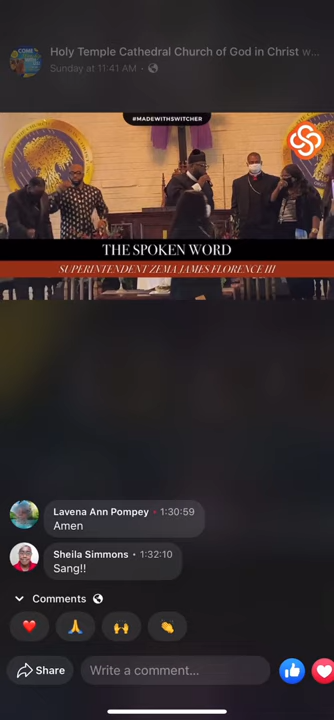 Holy Temple Cathedral Church of God in Christ w...
Sunday at 11:41 AM ·
#MADEWITHSWITCHER
THE SPOKEN WORD
SUPERINTENDENT ZEMA JAMES FLORENCE III
Lavena Ann Pompey • 1:30:59
Amen
Sheila Simmons • 1:32:10
Sang!!
Comments
Share
Write a comment...